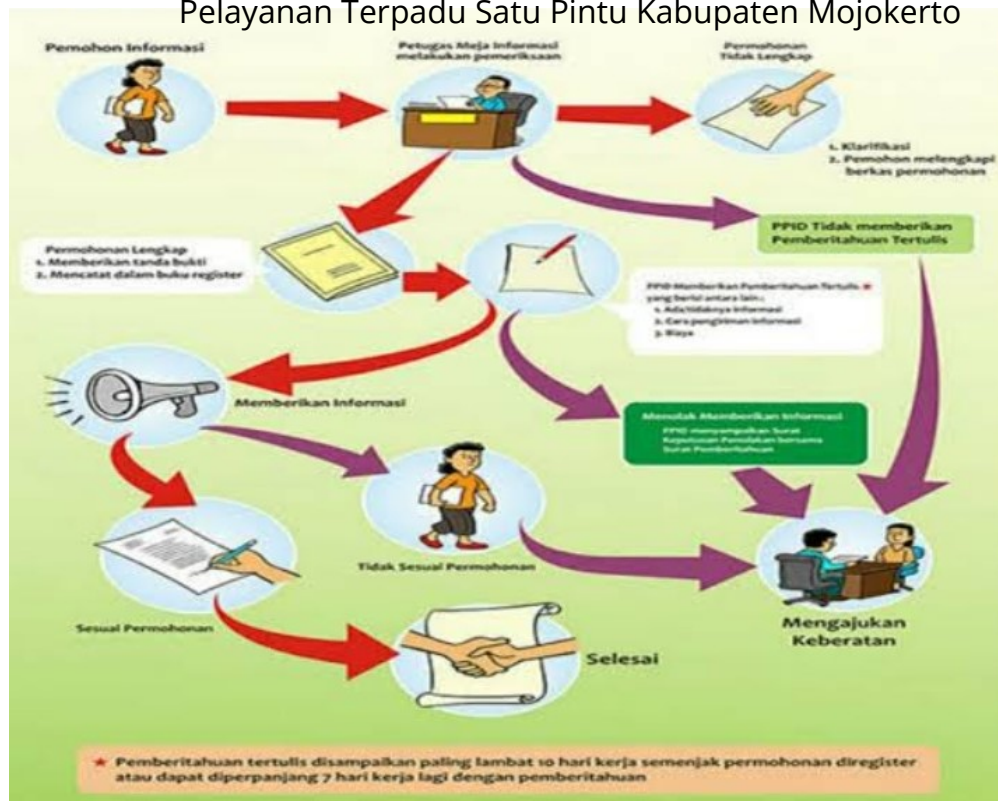 Pelayanan Terpadu Satu Pintu Kabupaten Mojokerto
Pemohon Informasi
Petugas Meja Informasi
melakukan pemeriksaan
Permohonan
Tidak Lengkap
1. Klarifikasi
2. Pemohon melengkapi
berkas permohonan
PPID Tidak memberikan
Pemberitahuan Tertulis
Permohonan Lengkap
1. Memberikan tanda bukti
2. Mencatat dalam buku register
PPID Memberikan Pemberitahuan Tertulis ★
yang berisi antara lain :
1. Ada/tidaknya Informasi
2. Cara pengiriman informasi
3. Biaya
Memberikan Informasi
Menolak Memberikan Informasi
PPID menyampaikan Surat
Keputusan Penolakan bersama
Surat Pemberitahuan
Tidak Sesuai Permohonan
Sesuai Permohonan
Mengajukan
Keberatan
Selesai
★ Pemberitahuan tertulis disampaikan paling lambat 10 hari kerja semenjak permohonan diregister
atau dapat diperpanjang 7 hari kerja lagi dengan pemberitahuan